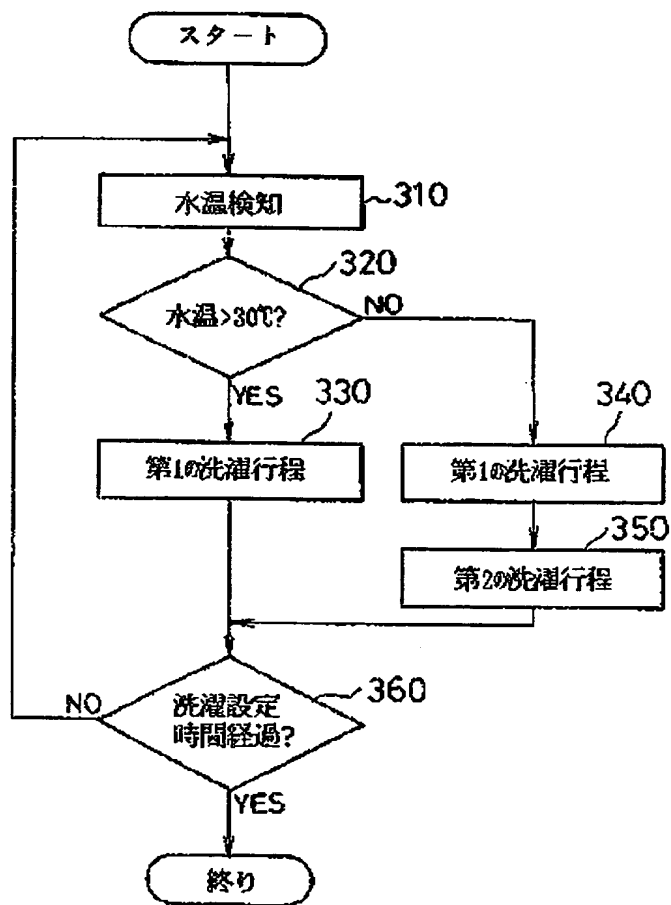 スタート
水温検知
310
320
水温>30℃?
NO
YES
330
340
第1の洗濯行程
第1の洗濯行程
350
第2の洗濯行程
360
NO
洗濯設定
時間経過?
YES
終り